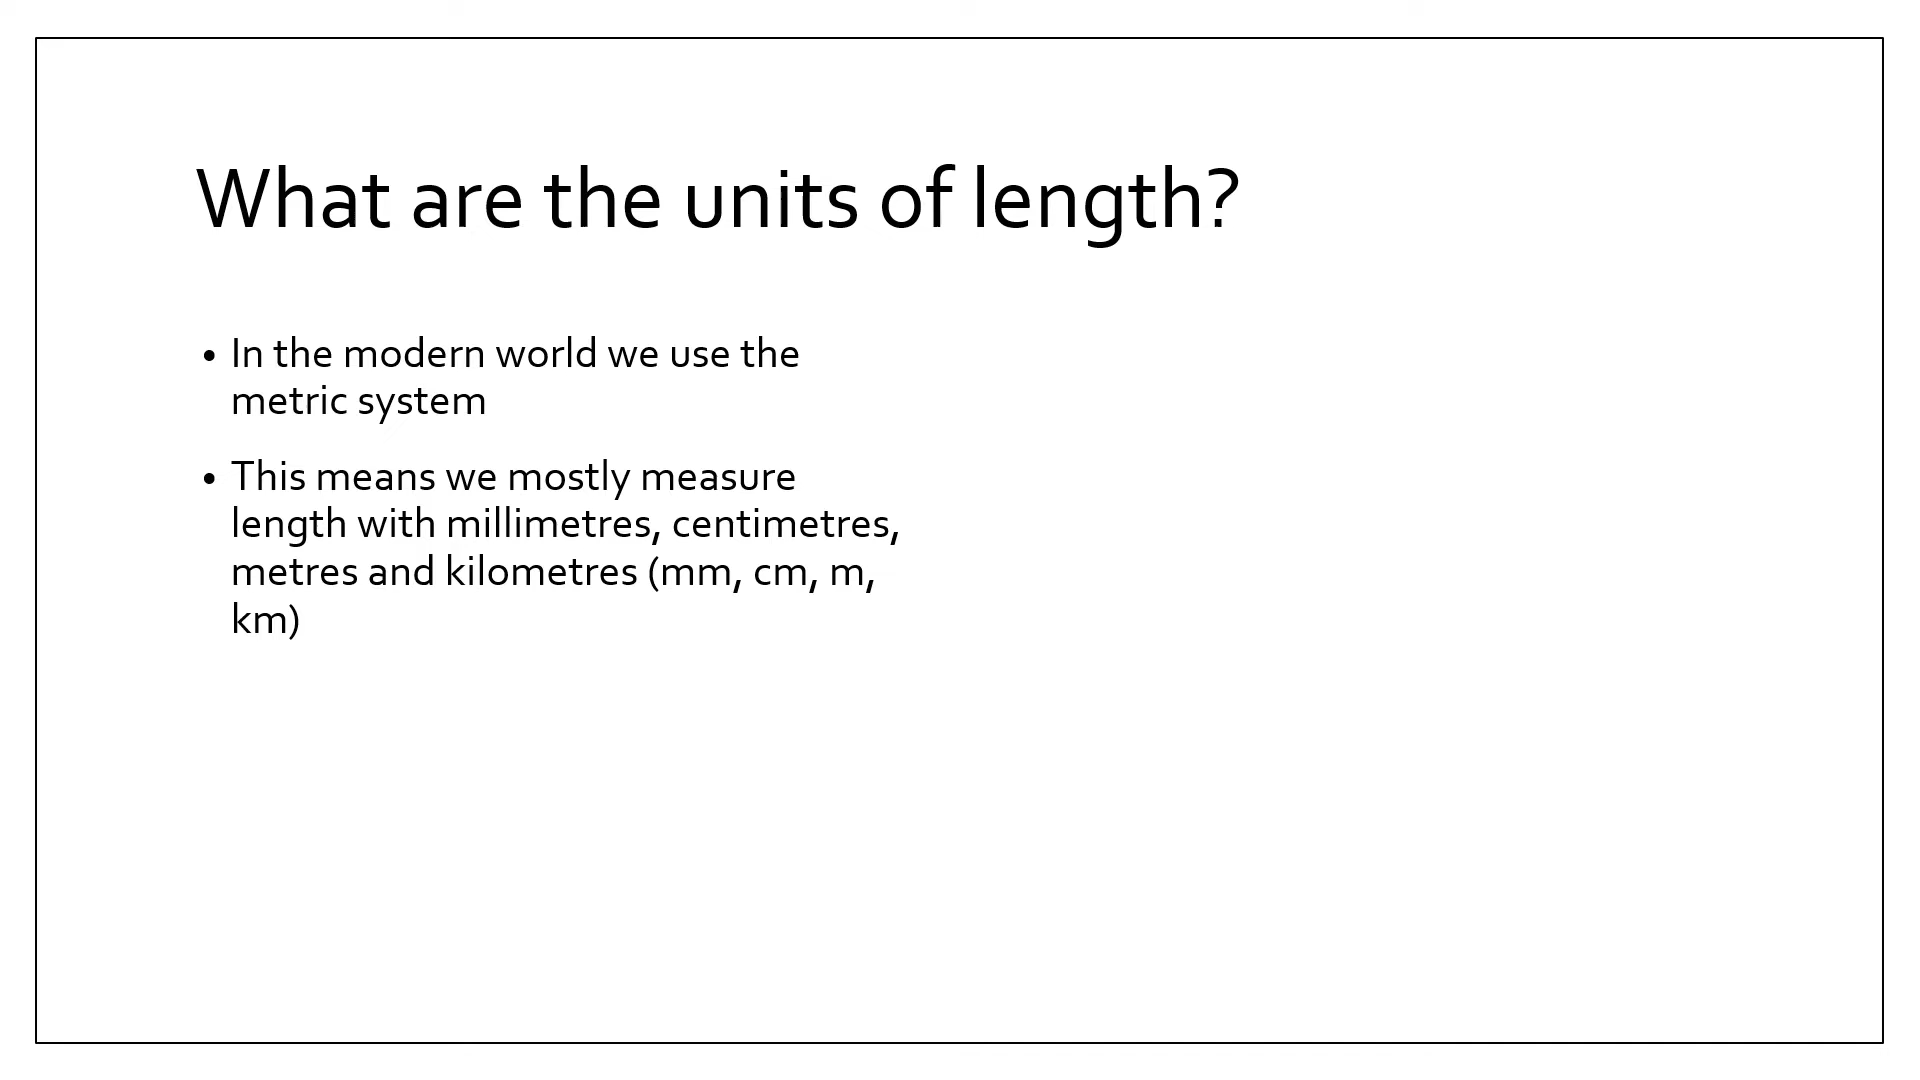 What are the units of length?
• In the modern world we use the
metric system
• This means we mostly measure
length with millimetres, centimetres,
metres and kilometres (mm, cm, m,
km)